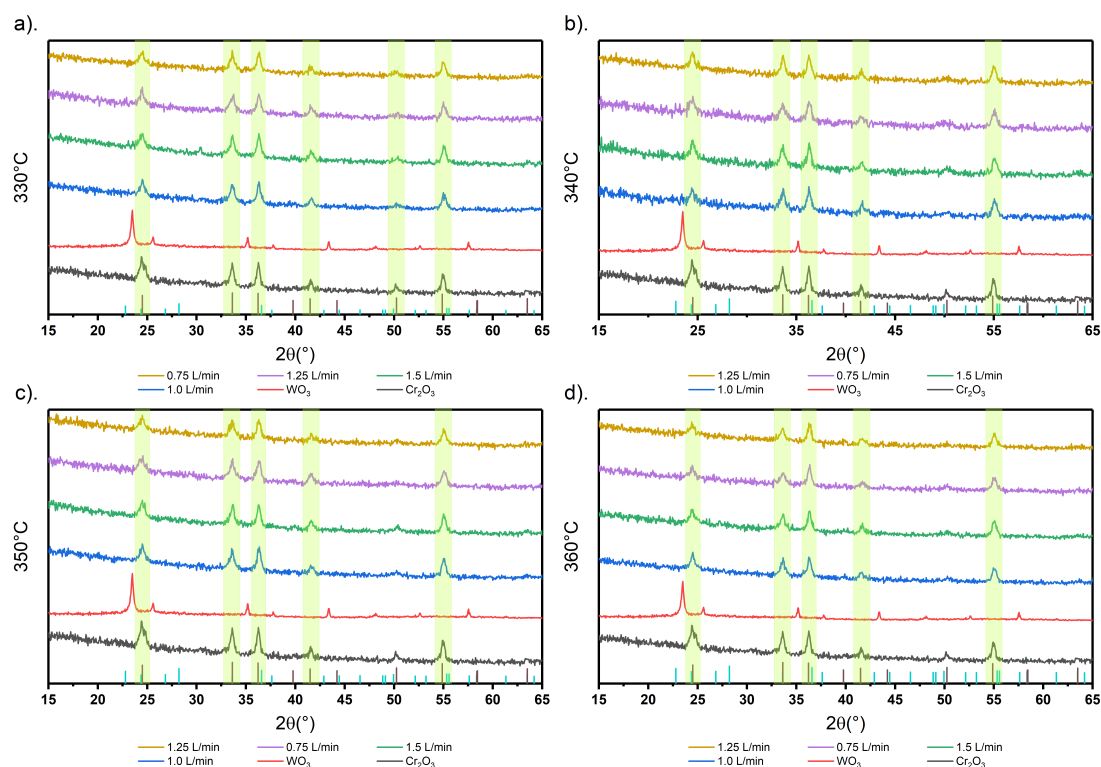 a).
330°C
15 20 25 30 35 40 45 50 55 60 65
2θ(°)
0.75 L/min 1.25 L/min 1.5 L/min
1.0 L/min WO₃ Cr₂O₃
b).
340°C
15 20 25 30 35 40 45 50 55 60 65
2θ(°)
1.25 L/min 0.75 L/min 1.5 L/min
1.0 L/min WO₃ Cr₂O₃
c).
350°C
15 20 25 30 35 40 45 50 55 60 65
2θ(°)
1.25 L/min 0.75 L/min 1.5 L/min
1.0 L/min WO₃ Cr₂O₃
d).
360°C
15 20 25 30 35 40 45 50 55 60 65
2θ(°)
1.25 L/min 0.75 L/min 1.5 L/min
1.0 L/min WO₃ Cr₂O₃